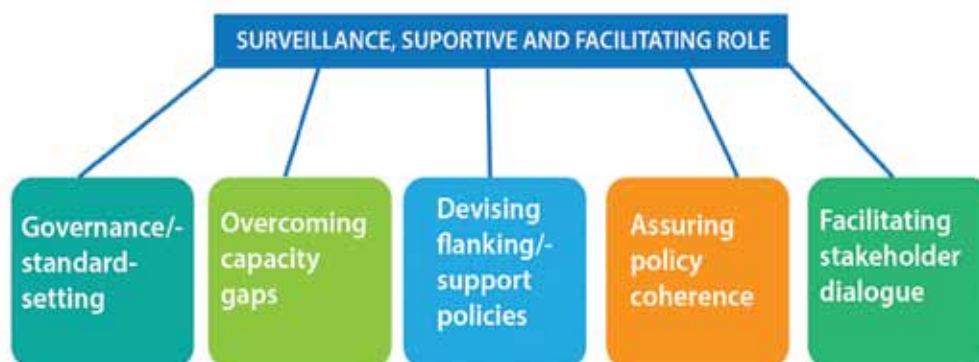 SURVEILLANCE, SUPORTIVE AND FACILITATING ROLE
Governance/-
standard-
setting
Overcoming
capacity
gaps
Devising
flanking/-
support
policies
Assuring
policy
coherence
Facilitating
stakeholder
dialogue